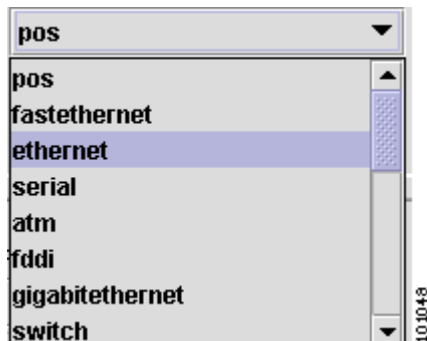 pos
pos
fastethernet
ethernet
serial
atm
fddi
gigabitethernet
switch
101048